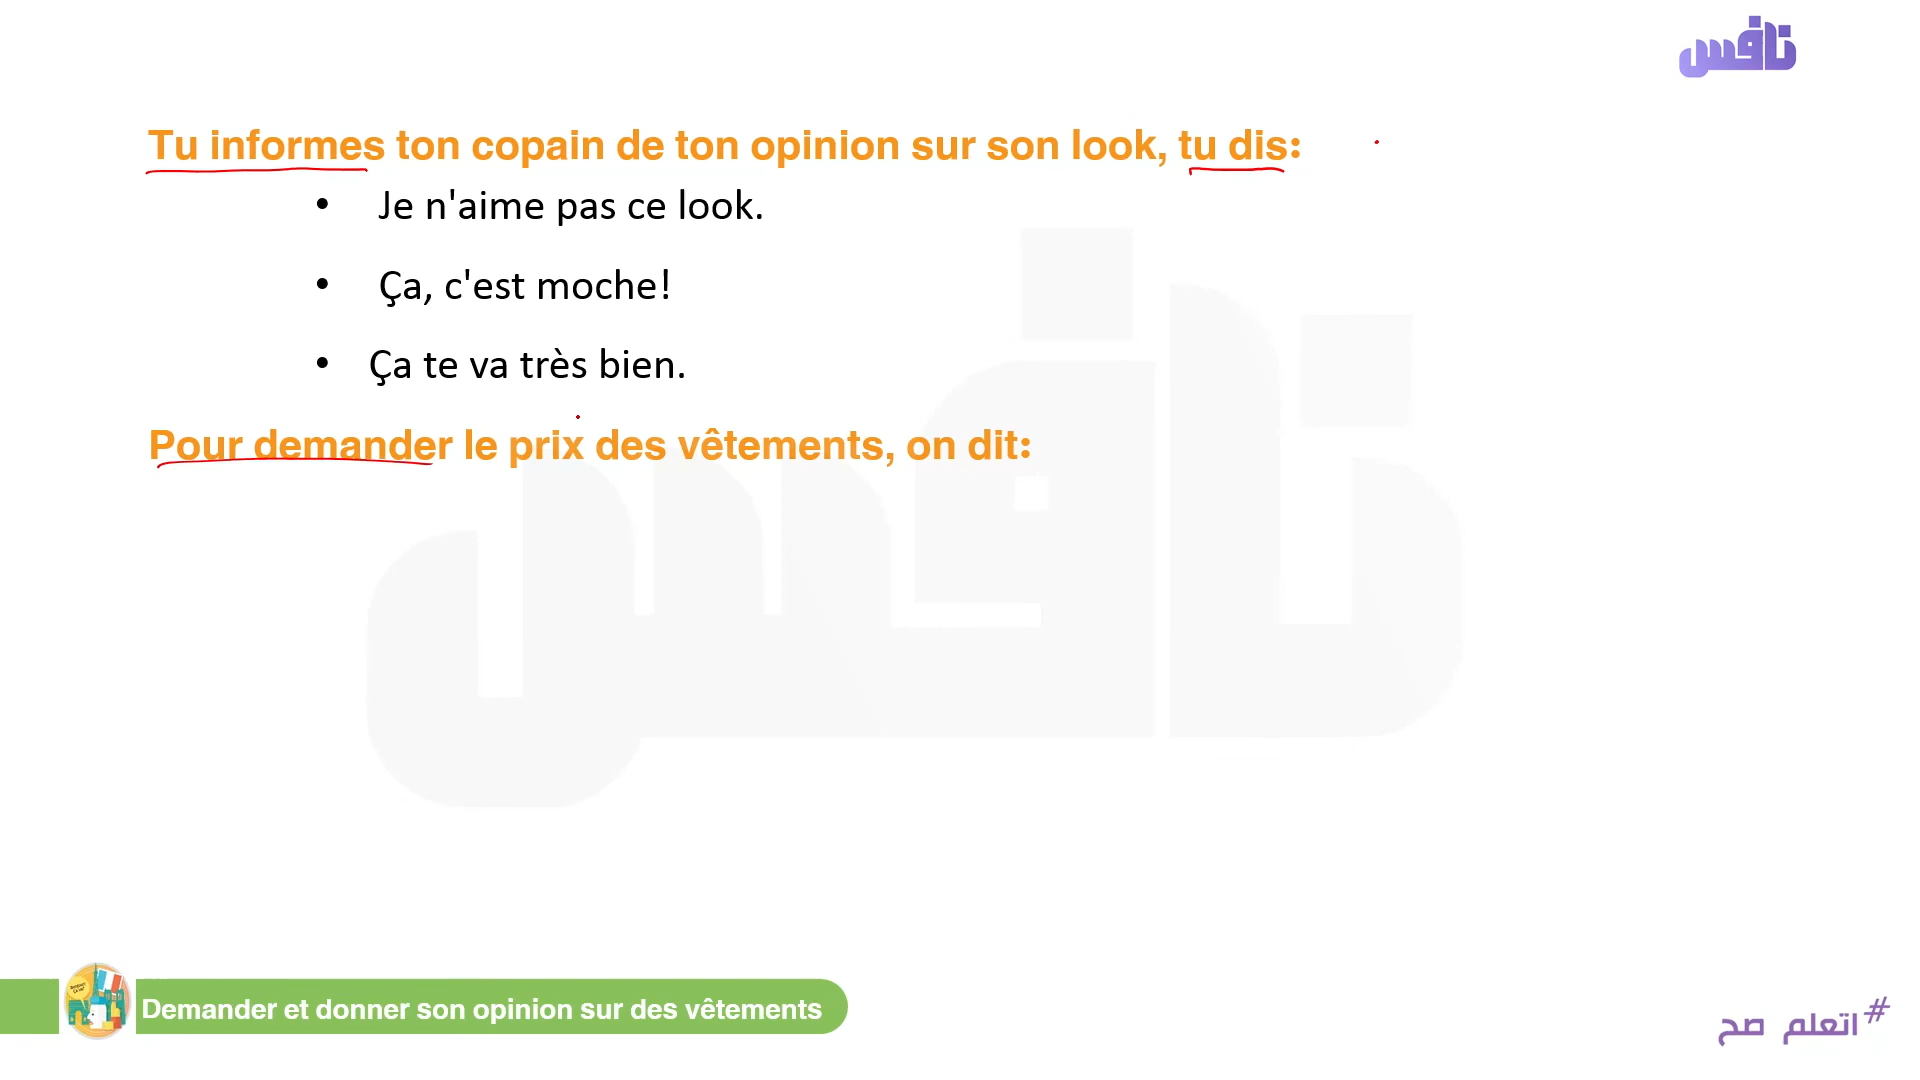 نافس
Tu informes ton copain de ton opinion sur son look, tu dis:
• Je n'aime pas ce look.
• Ça, c'est moche!
• Ça te va très bien.
Pour demander le prix des vêtements, on dit:
نافس
Demander et donner son opinion sur des vêtements
#اتعلم صح